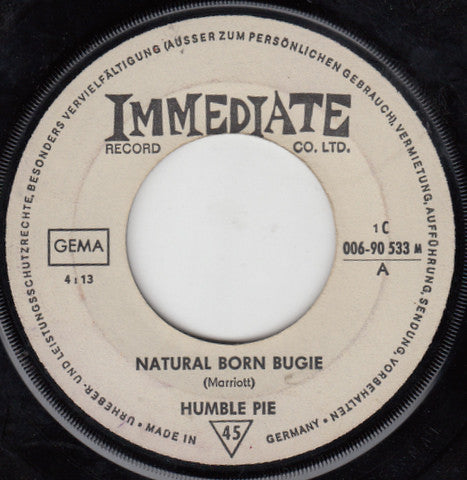 URHEBER- UND LEISTUNGSSCHUTZRECHTE, BESONDERS VERVIELFÄLTIGUNG (AUSSER ZUM PERSÖNLICHEN GEBRAUCH), VERMIETUNG, AUFFÜHRUNG, SENDUNG, VORBEHALTEN
IMMEDIATE
RECORD CO. LTD.
GEMA
4:13
1 C
006-90 533 M
A
NATURAL BORN BUGIE
(Marriott)
HUMBLE PIE
MADE IN 45 GERMANY